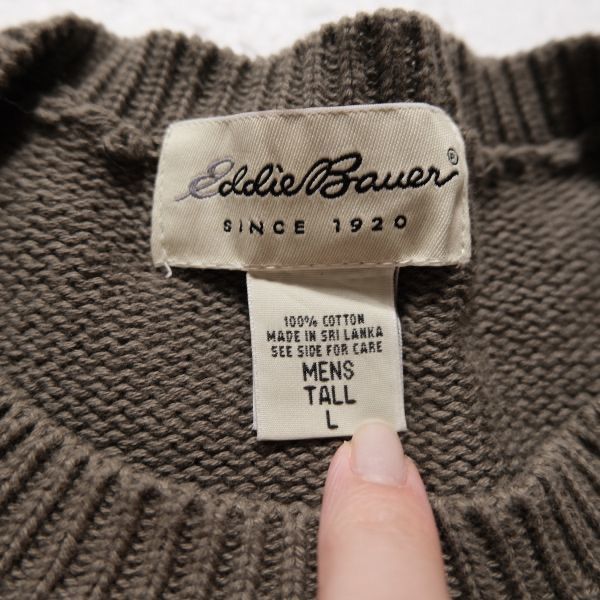 Eddie Bauer®
SINCE 1920
100% COTTON
MADE IN SRI LANKA
SEE SIDE FOR CARE
MENS
TALL
L